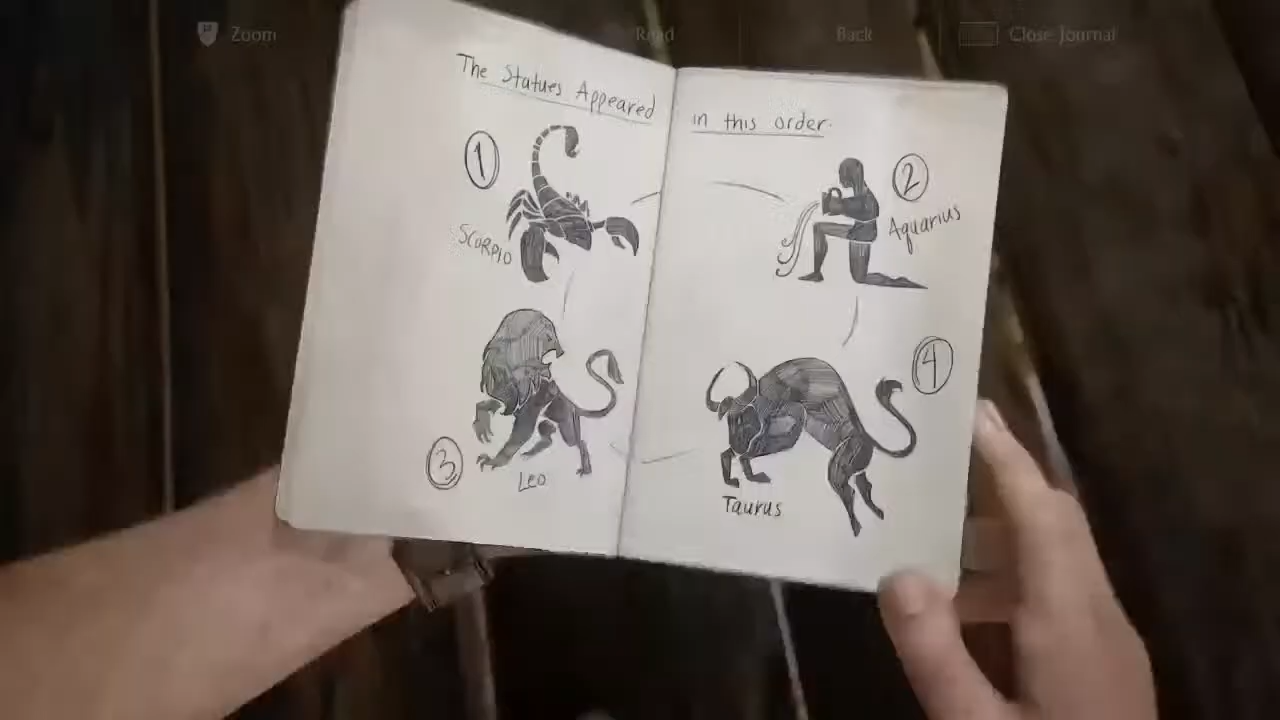 Zoom
Read
Back
Close Journal
The Statues Appeared
in this order.
1
SCORPIO
2
Aquarius
3
Leo
4
Taurus